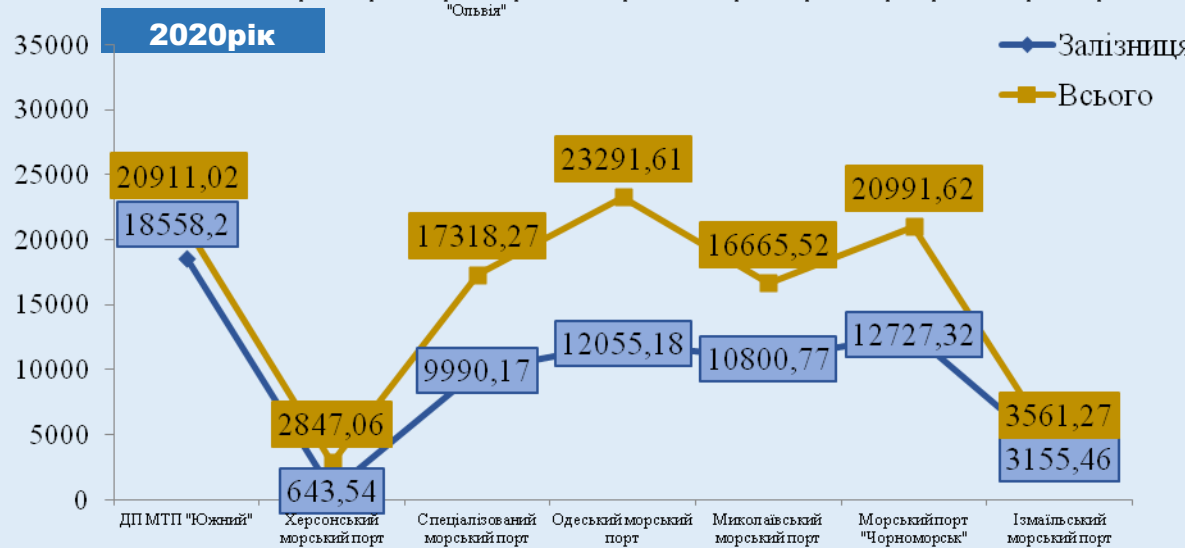 "Ольвія"
2020рік
35000
30000
25000
20000
15000
10000
5000
0
Залізниця
Всього
20911,02
18558,2
2847,06
643,54
17318,27
9990,17
23291,61
12055,18
16665,52
10800,77
20991,62
12727,32
3561,27
3155,46
ДП МТП "Южний"
Херсонський
морський порт
Спеціалізований
морський порт
Одеський морський
порт
Миколаївський
морський порт
Морський порт
"Чорноморськ"
Ізмаїльський
морський порт